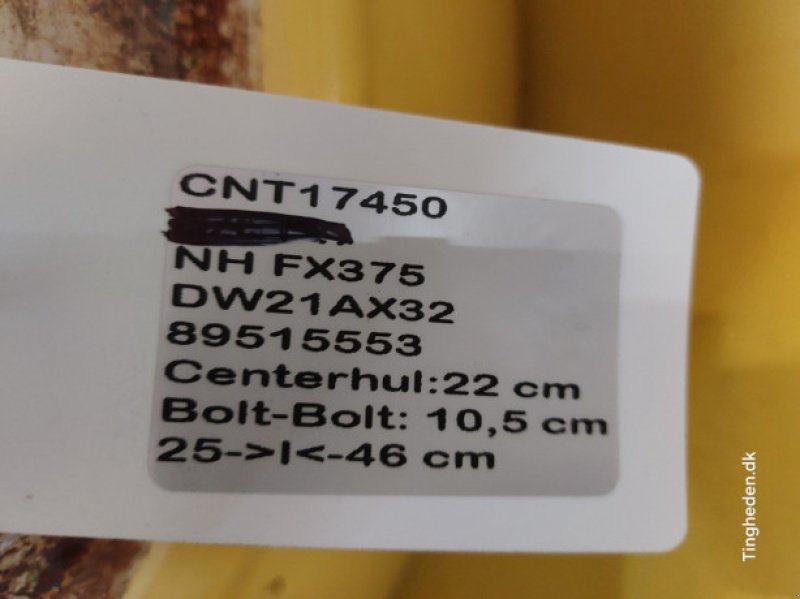 CNT17450
NH FX375
DW21AX32
89515553
Centerhul:22 cm
Bolt-Bolt: 10,5 cm
25->I<-46 cm
Tingheden.dk